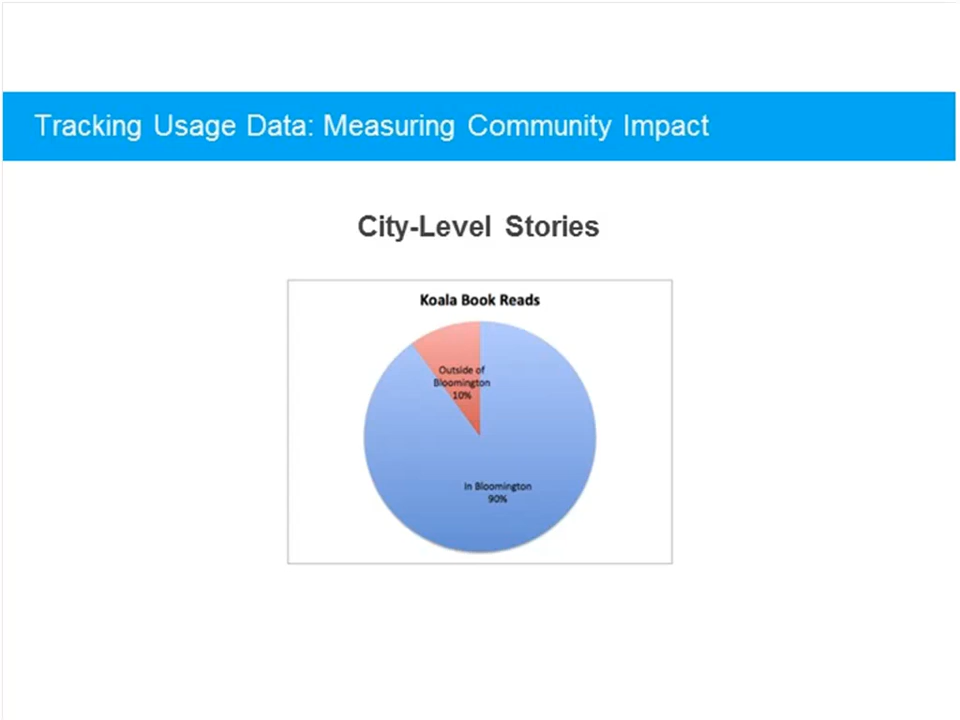 Tracking Usage Data: Measuring Community Impact
City-Level Stories
Koala Book Reads
Outside of
Bloomington
10%
In Bloomington
90%